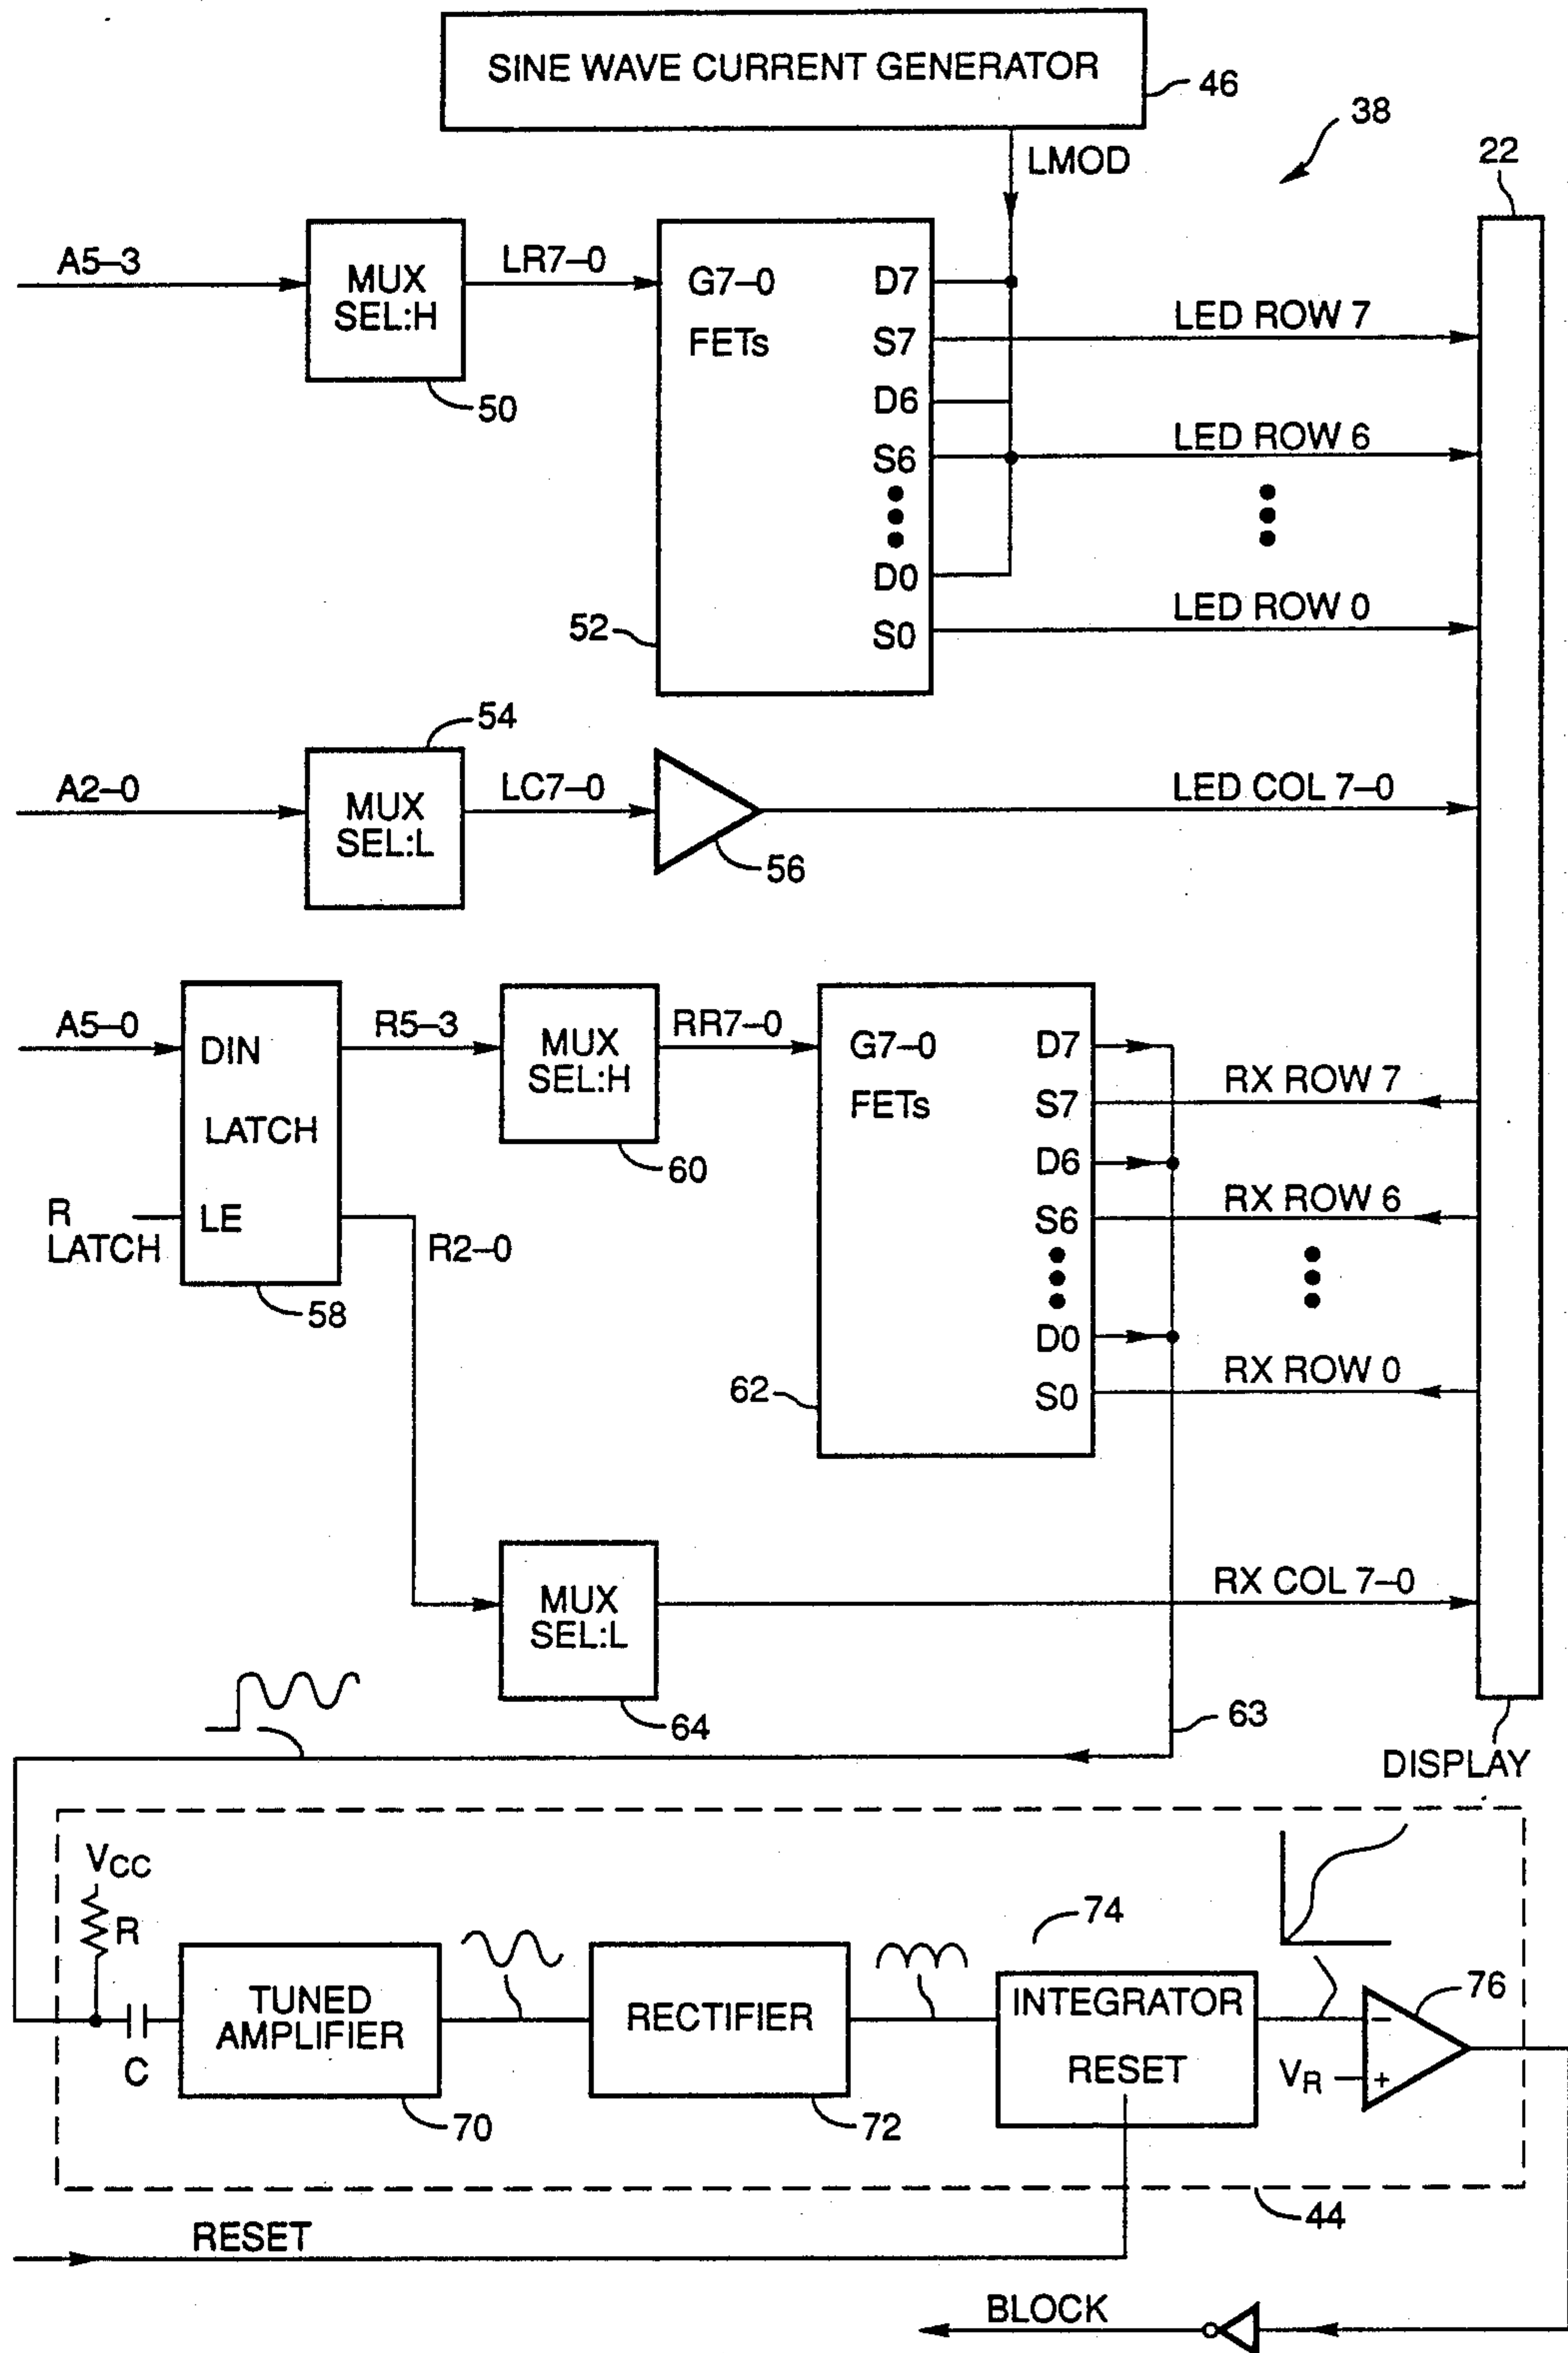 SINE WAVE CURRENT GENERATOR
46
LMOD
38
22
A5–3
MUX
SEL:H
50
LR7–0
G7–0
FETs
D7
S7
D6
S6
D0
S0
52
LED ROW 7
LED ROW 6
LED ROW 0
54
A2–0
MUX
SEL:L
LC7–0
56
LED COL 7–0
A5–0
DIN
LATCH
R
LATCH
LE
58
R5–3
R2–0
MUX
SEL:H
60
RR7–0
G7–0
FETs
D7
S7
D6
S6
D0
S0
62
RX ROW 7
RX ROW 6
RX ROW 0
MUX
SEL:L
64
RX COL 7–0
63
DISPLAY
VCC
R
C
TUNED
AMPLIFIER
70
RECTIFIER
72
74
INTEGRATOR
RESET
76
–
VR
+
44
RESET
BLOCK